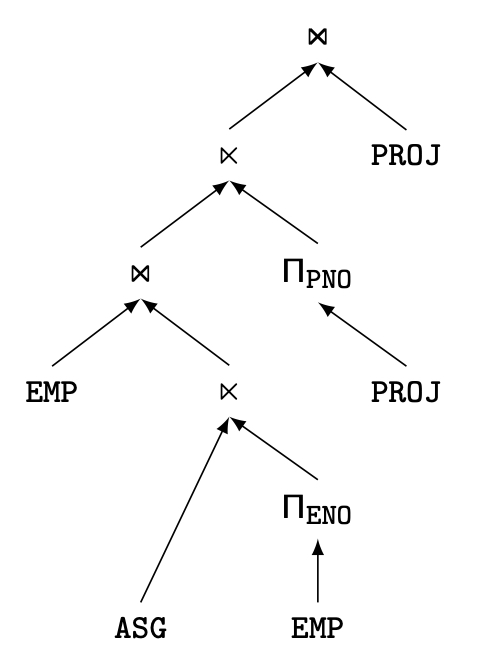 ⋈
⋉ PROJ
⋈ Π_PNO
EMP ⋉ PROJ
Π_ENO
ASG EMP